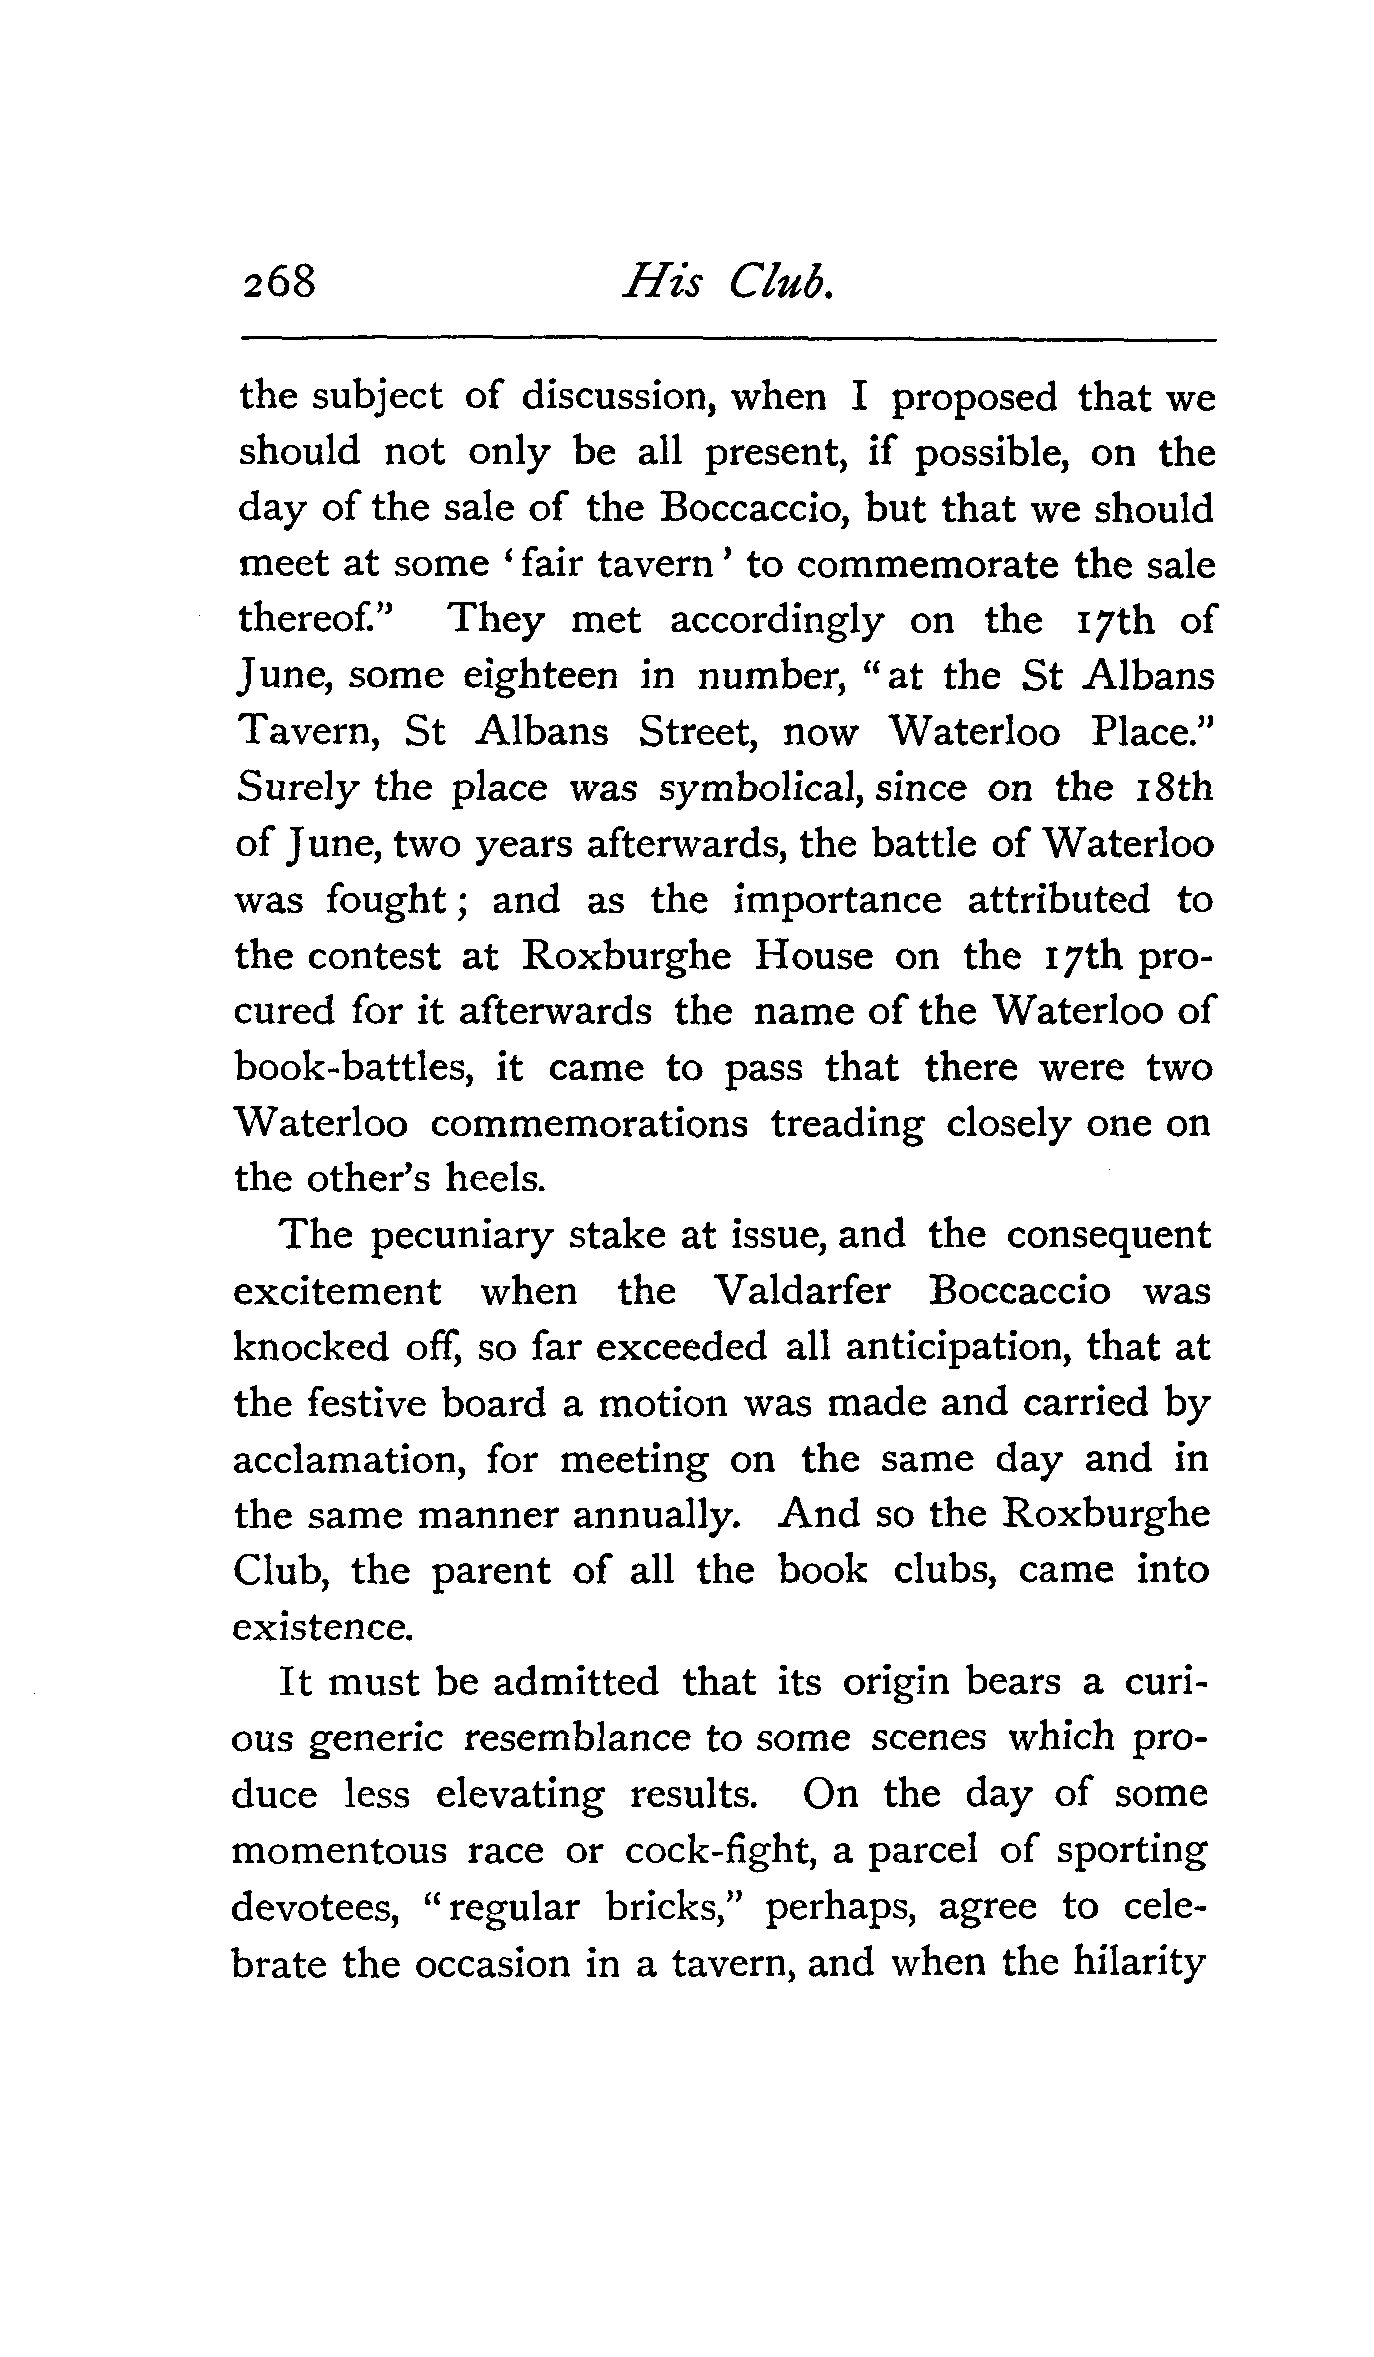 268 His Club.
the subject of discussion, when I proposed that we
should not only be all present, if possible, on the
day of the sale of the Boccaccio, but that we should
meet at some ‘fair tavern’ to commemorate the sale
thereof.” They met accordingly on the 17th of
June, some eighteen in number, “at the St Albans
Tavern, St Albans Street, now Waterloo Place.”
Surely the place was symbolical, since on the 18th
of June, two years afterwards, the battle of Waterloo
was fought; and as the importance attributed to
the contest at Roxburghe House on the 17th pro-
cured for it afterwards the name of the Waterloo of
book-battles, it came to pass that there were two
Waterloo commemorations treading closely one on
the other’s heels.
The pecuniary stake at issue, and the consequent
excitement when the Valdarfer Boccaccio was
knocked off, so far exceeded all anticipation, that at
the festive board a motion was made and carried by
acclamation, for meeting on the same day and in
the same manner annually. And so the Roxburghe
Club, the parent of all the book clubs, came into
existence.
It must be admitted that its origin bears a curi-
ous generic resemblance to some scenes which pro-
duce less elevating results. On the day of some
momentous race or cock-fight, a parcel of sporting
devotees, “regular bricks,” perhaps, agree to cele-
brate the occasion in a tavern, and when the hilarity